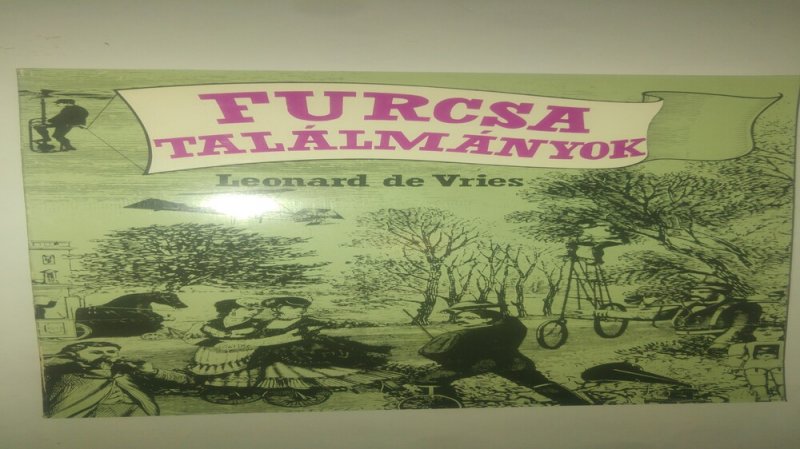 FURCSA
TALÁLMÁNYOK
Leonard de Vries